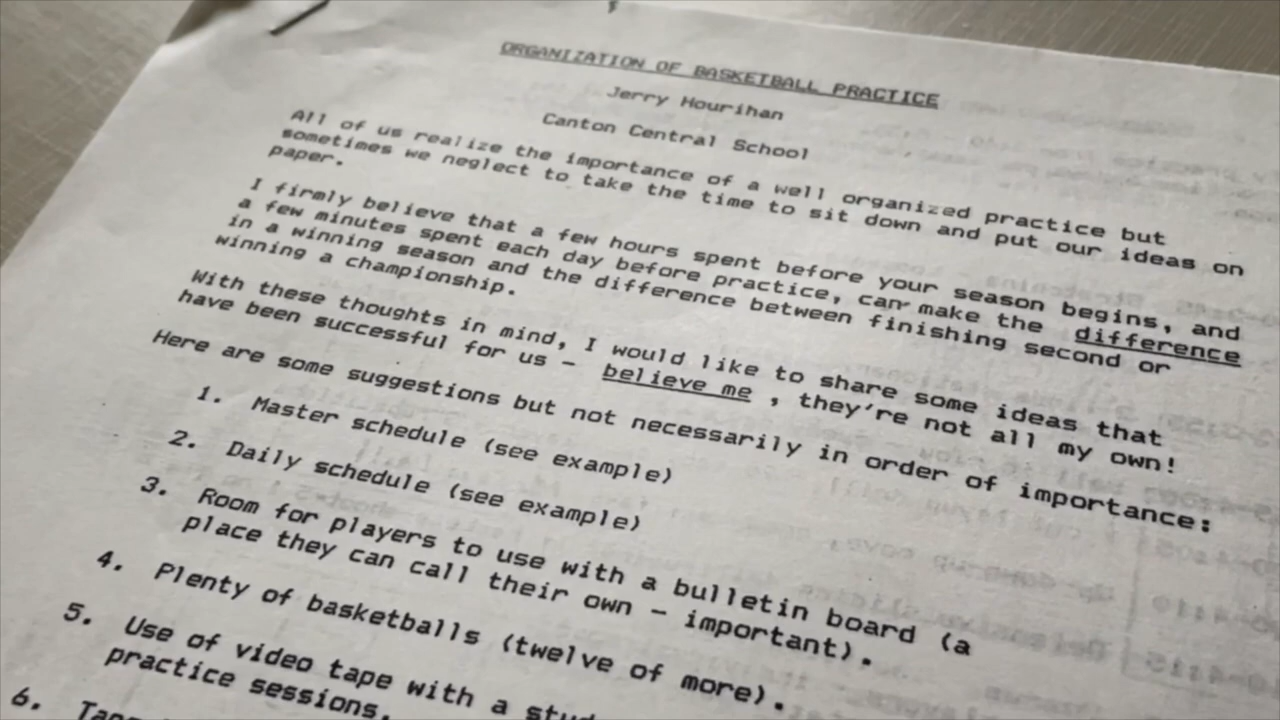 ORGANIZATION OF BASKETBALL PRACTICE
Jerry Hourihan
Canton Central School
All of us realize the importance of a well organized practice but
sometimes we neglect to take the time to sit down and put our ideas on
paper.
I firmly believe that a few hours spent before your season begins, and
a few minutes spent each day before practice, can make the difference
in a winning season and the difference between finishing second or
winning a championship.
With these thoughts in mind, I would like to share some ideas that
have been successful for us - believe me , they're not all my own!
Here are some suggestions but not necessarily in order of importance:
1. Master schedule (see example)
2. Daily schedule (see example)
3. Room for players to use with a bulletin board (a
place they can call their own - important).
4. Plenty of basketballs (twelve of more).
5. Use of video tape with a
practice sessions.
6.